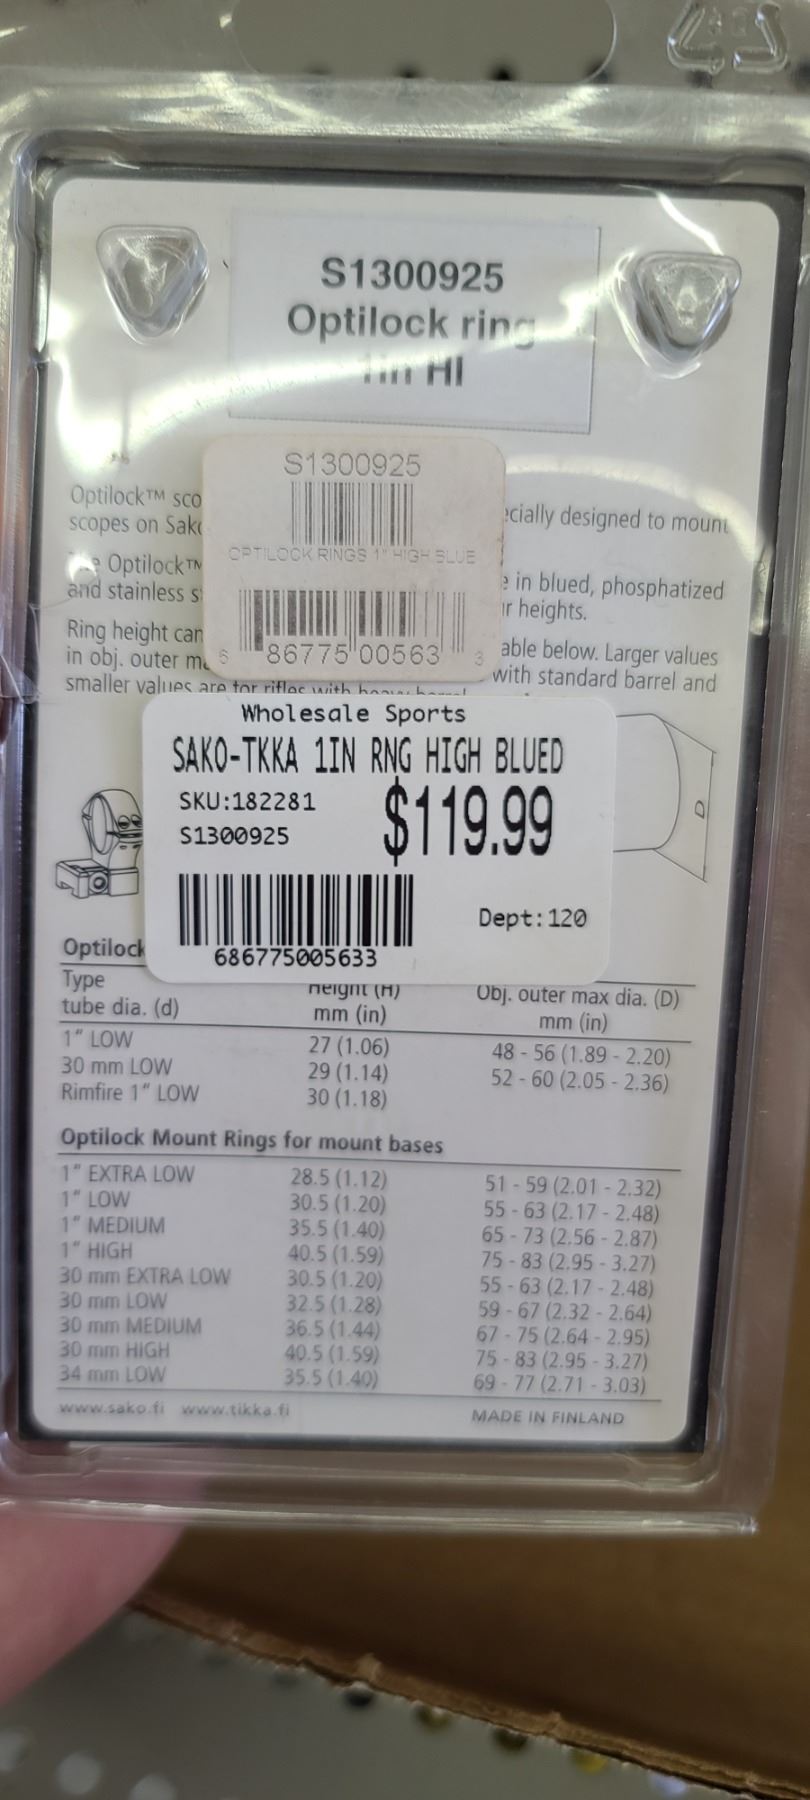 S1300925
Optilock ring
1in HI
S1300925
OPTILOCK RINGS 1" HIGH BLUE
6 86775 00563 3
Optilock™ sco ecially designed to mount
scopes on Sako
Optilock™ e in blued, phosphatized
and stainless s r heights.
Ring height can able below. Larger values
in obj. outer m with standard barrel and
smaller values are for rifles with heavy barrel
Wholesale Sports
SAKO-TKKA 1IN RNG HIGH BLUED
SKU:182281 $119.99
S1300925
Dept:120
686775005633
D
Optilock
Type Height (H) Obj. outer max dia. (D)
tube dia. (d) mm (in) mm (in)
1" LOW 27 (1.06) 48 - 56 (1.89 - 2.20)
30 mm LOW 29 (1.14) 52 - 60 (2.05 - 2.36)
Rimfire 1" LOW 30 (1.18)
Optilock Mount Rings for mount bases
1" EXTRA LOW 28.5 (1.12) 51 - 59 (2.01 - 2.32)
1" LOW 30.5 (1.20) 55 - 63 (2.17 - 2.48)
1" MEDIUM 35.5 (1.40) 65 - 73 (2.56 - 2.87)
1" HIGH 40.5 (1.59) 75 - 83 (2.95 - 3.27)
30 mm EXTRA LOW 30.5 (1.20) 55 - 63 (2.17 - 2.48)
30 mm LOW 32.5 (1.28) 59 - 67 (2.32 - 2.64)
30 mm MEDIUM 36.5 (1.44) 67 - 75 (2.64 - 2.95)
30 mm HIGH 40.5 (1.59) 75 - 83 (2.95 - 3.27)
34 mm LOW 35.5 (1.40) 69 - 77 (2.71 - 3.03)
www.sako.fi www.tikka.fi MADE IN FINLAND